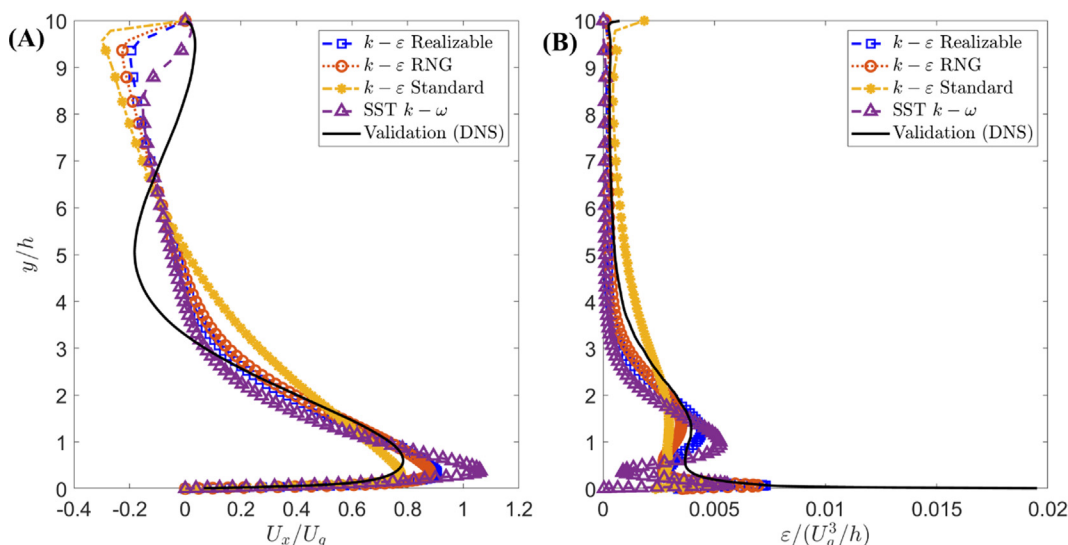 (A)
k − ε Realizable
k − ε RNG
k − ε Standard
SST k − ω
Validation (DNS)
10
9
8
7
6
5
4
3
2
1
0
y/h
-0.4
-0.2
0
0.2
0.4
0.6
0.8
1
1.2
U_x/U_g
(B)
k − ε Realizable
k − ε RNG
k − ε Standard
SST k − ω
Validation (DNS)
10
9
8
7
6
5
4
3
2
1
0
0
0.005
0.01
0.015
0.02
ε/(U_g^3/h)